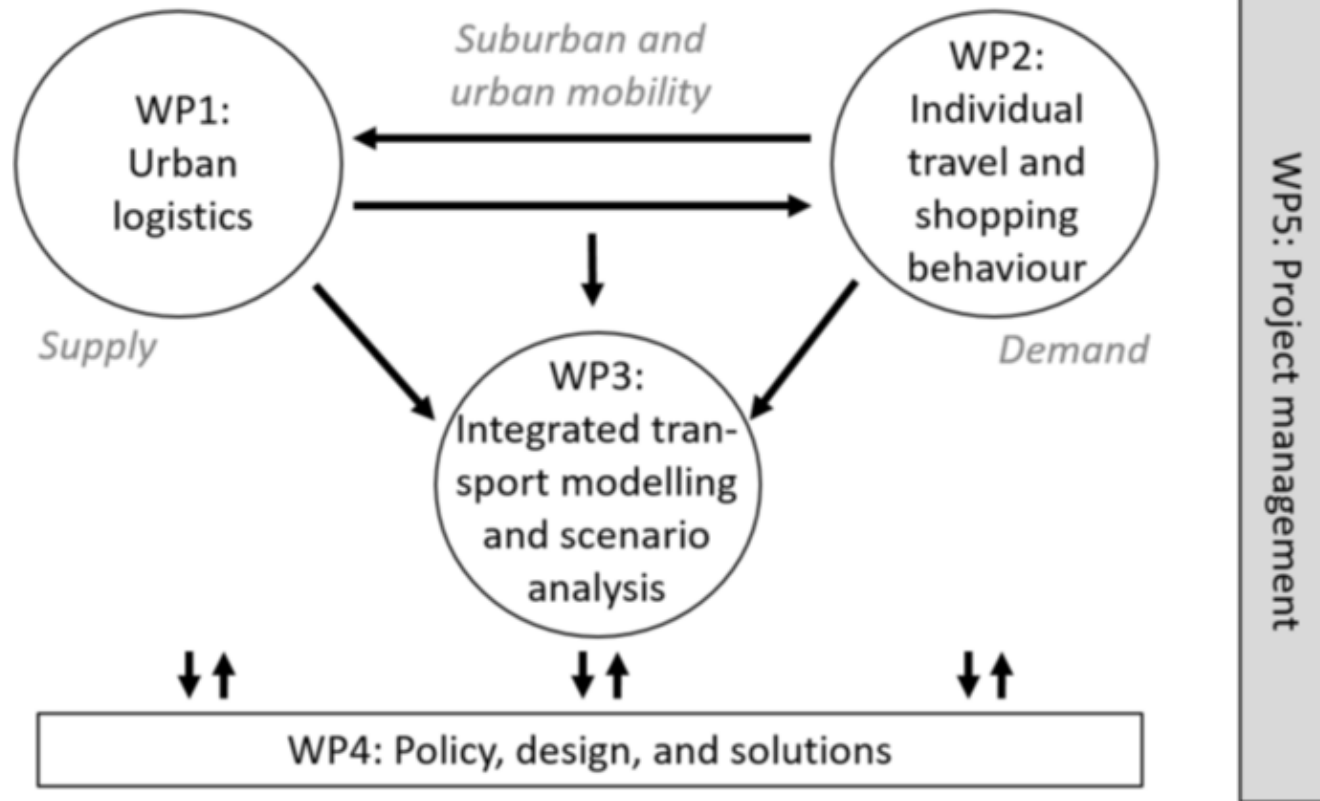 Suburban and
urban mobility
WP1:
Urban
logistics
WP2:
Individual
travel and
shopping
behaviour
Supply
Demand
WP3:
Integrated tran-
sport modelling
and scenario
analysis
WP4: Policy, design, and solutions
WP5: Project management